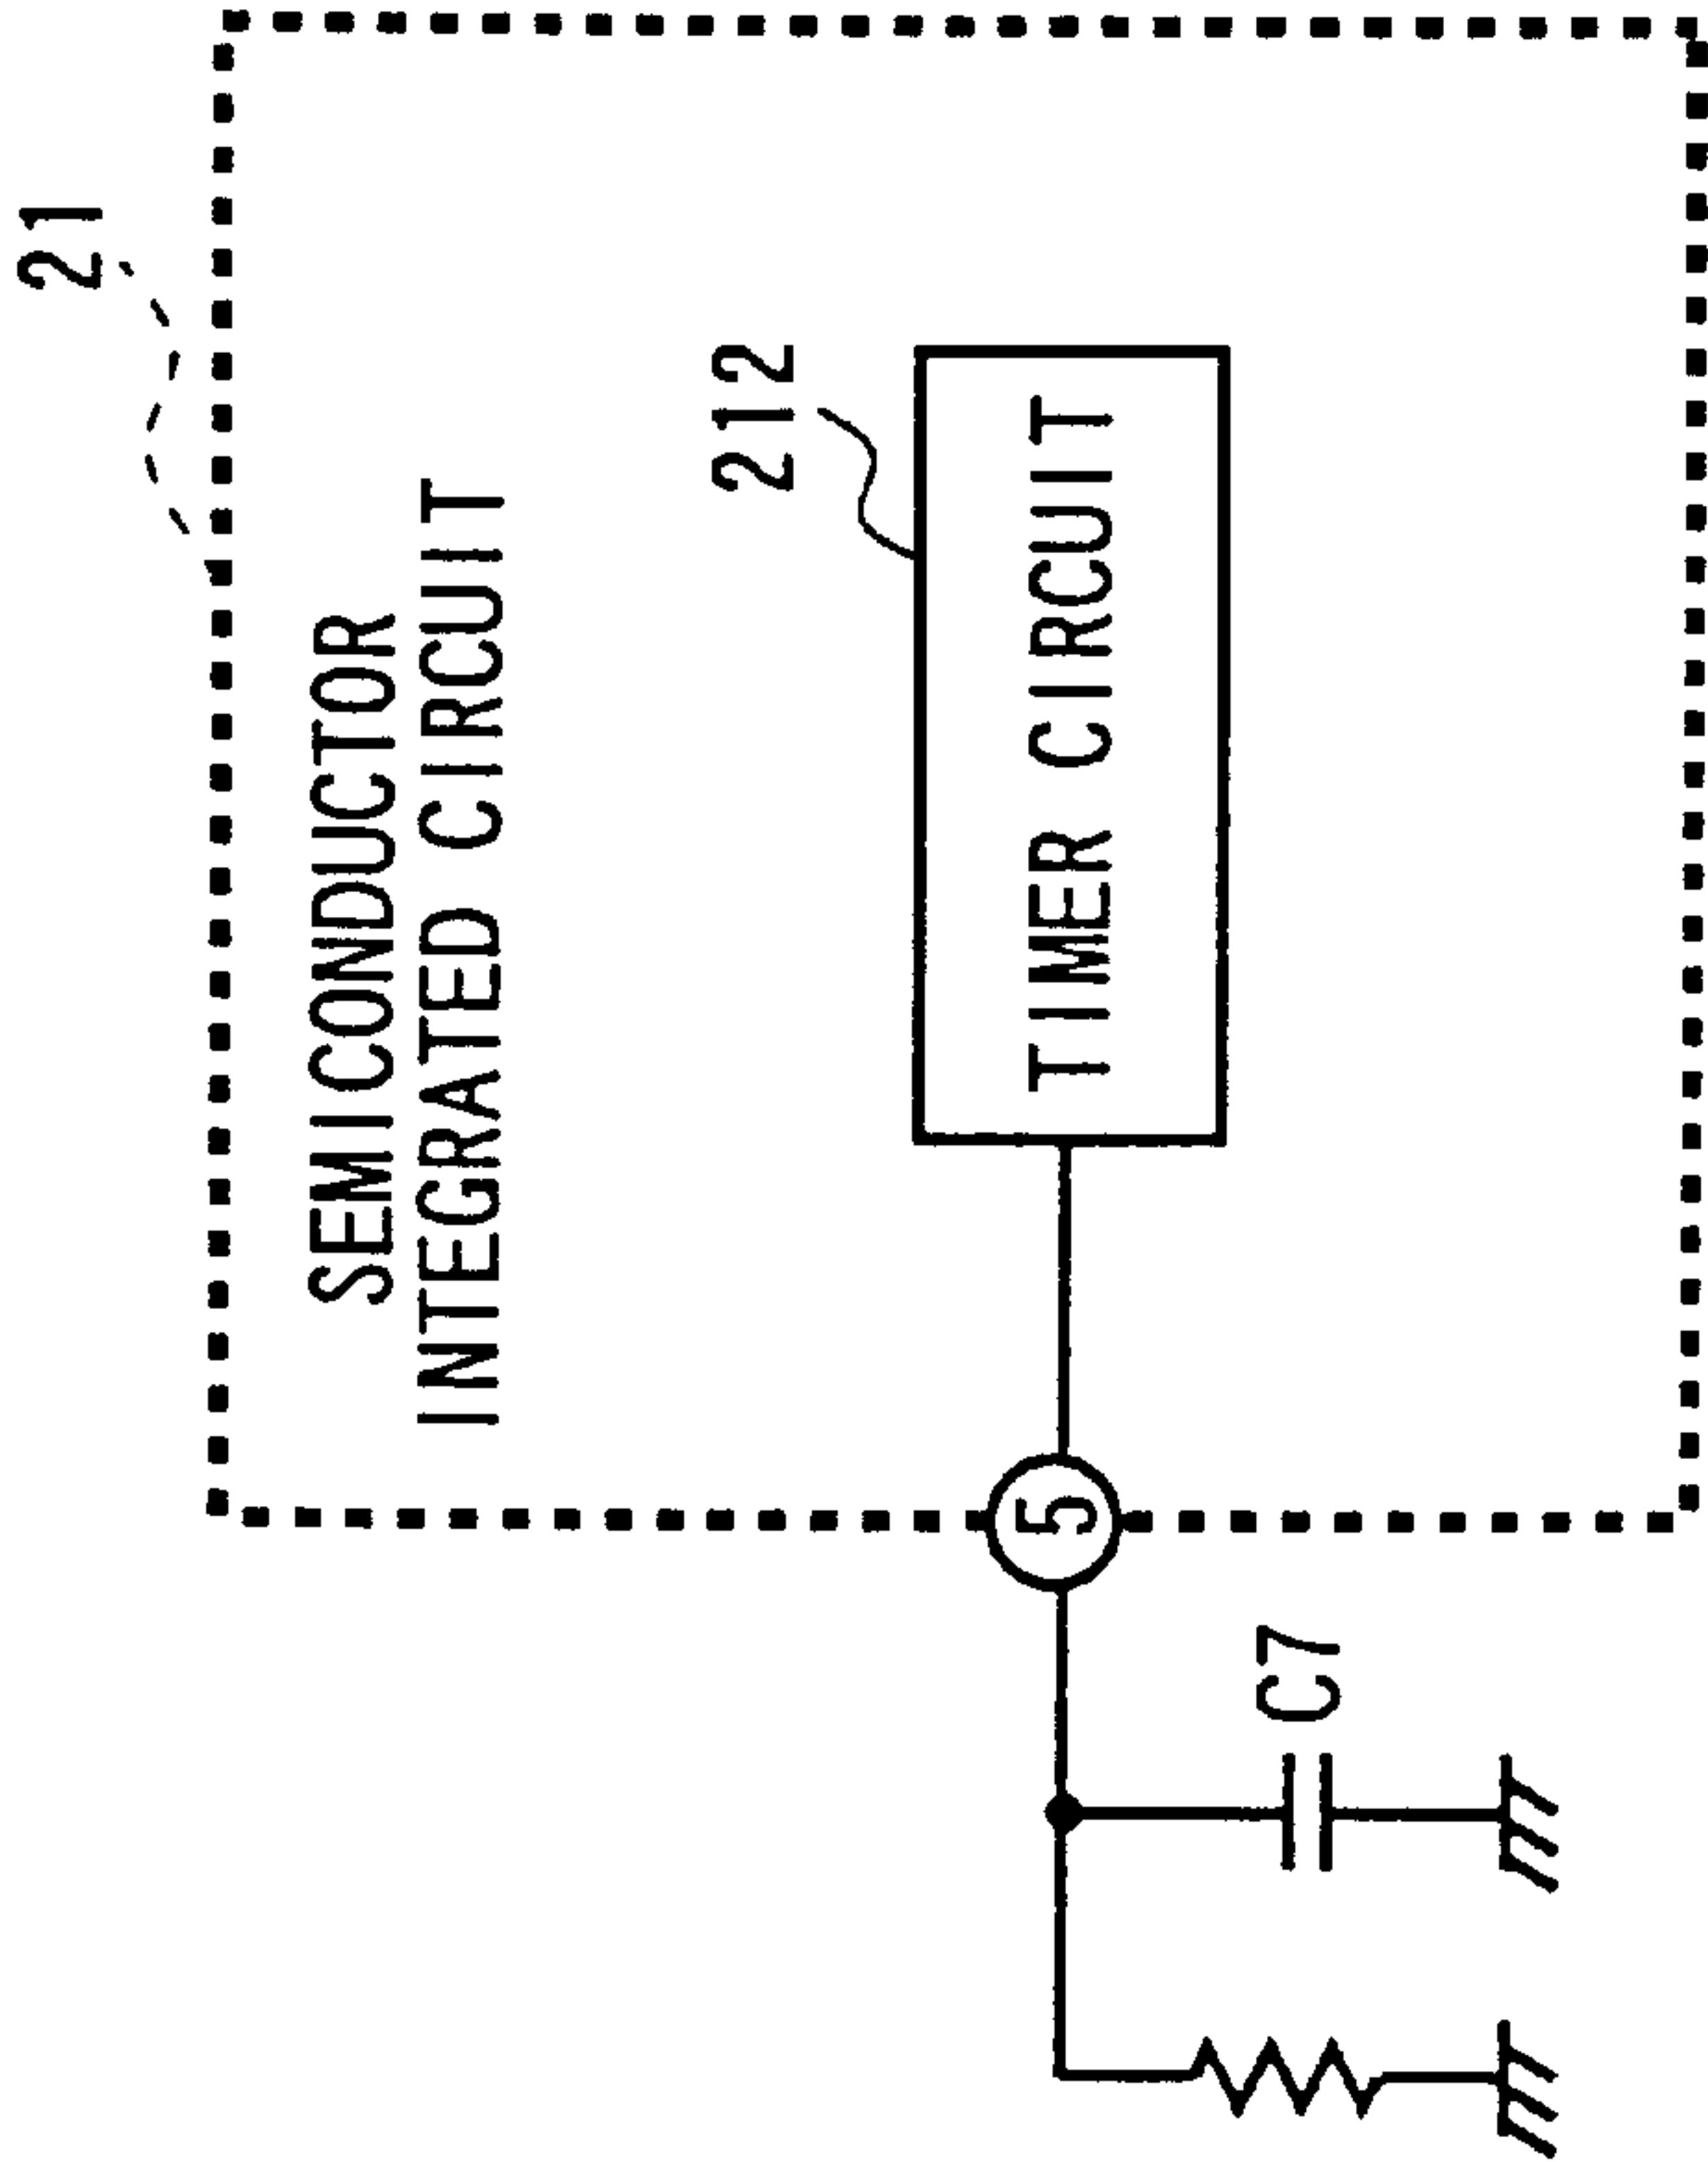 21
SEMICONDUCTOR
INTEGRATED CIRCUIT
212
TIMER CIRCUIT
5
C7